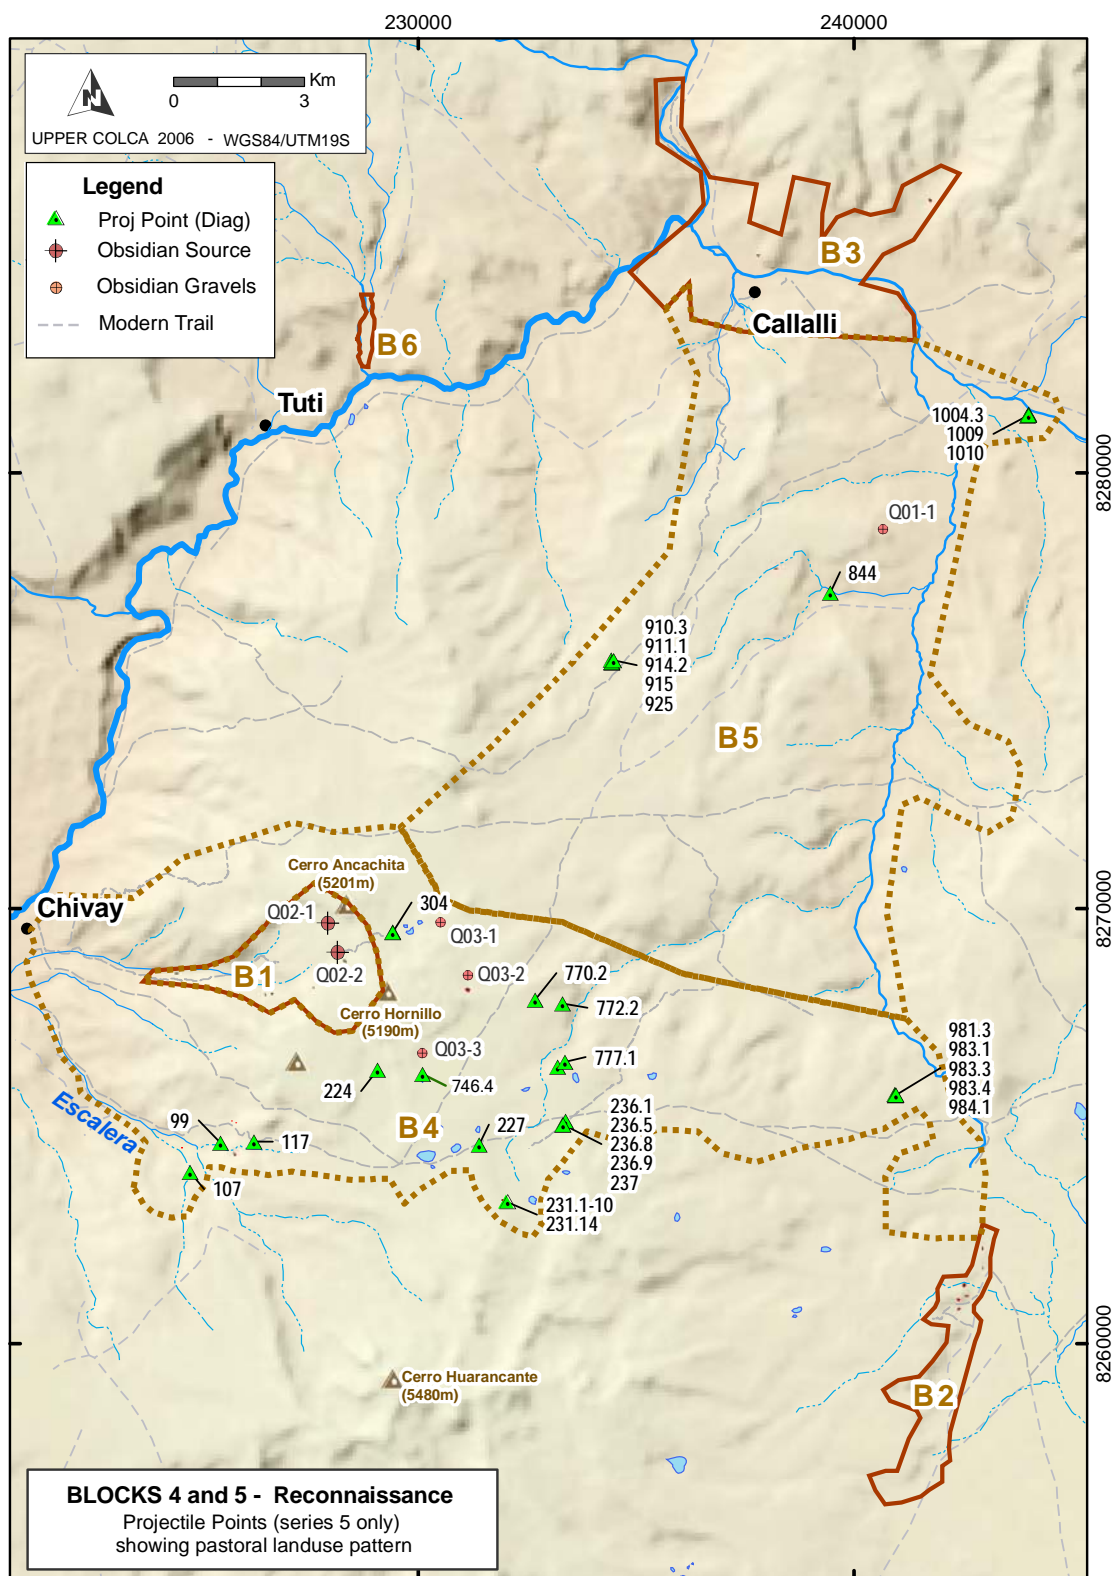 230000
240000
N
Km
0
3
UPPER COLCA 2006 - WGS84/UTM19S
Legend
Proj Point (Diag)
Obsidian Source
Obsidian Gravels
Modern Trail
B3
Callalli
B6
Tuti
1004.3
1009
1010
8280000
Q01-1
844
910.3
911.1
914.2
915
925
B5
Cerro Ancachita
(5201m)
304
Chivay
Q02-1
Q03-1
8270000
Q02-2
B1
Q03-2
770.2
772.2
Cerro Hornillo
(5190m)
981.3
983.1
983.3
983.4
984.1
Q03-3
777.1
224
746.4
Escalera
99
117
B4
227
236.1
236.5
236.8
236.9
237
107
231.1-10
231.14
8260000
Cerro Huarancante
(5480m)
B2
BLOCKS 4 and 5 - Reconnaissance
Projectile Points (series 5 only)
showing pastoral landuse pattern